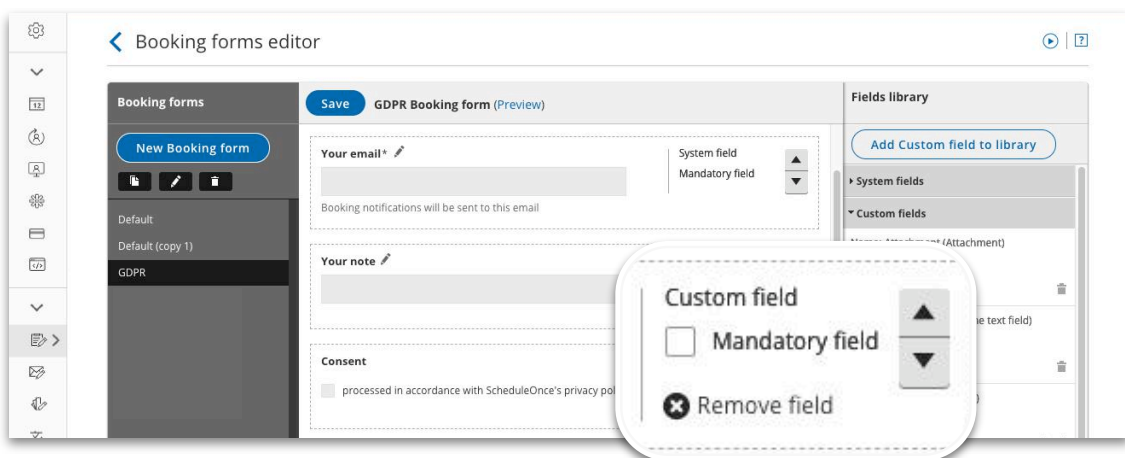 Booking forms editor
?
Booking forms
Save GDPR Booking form (Preview)
Fields library
New Booking form
Add Custom field to library
Your email*
System field
Mandatory field
System fields
Booking notifications will be sent to this email
Custom fields
Default
Default (copy 1)
GDPR
(Attachment)
Your note
Custom field
Mandatory field
Remove field
text field)
Consent
processed in accordance with ScheduleOnce's privacy
12